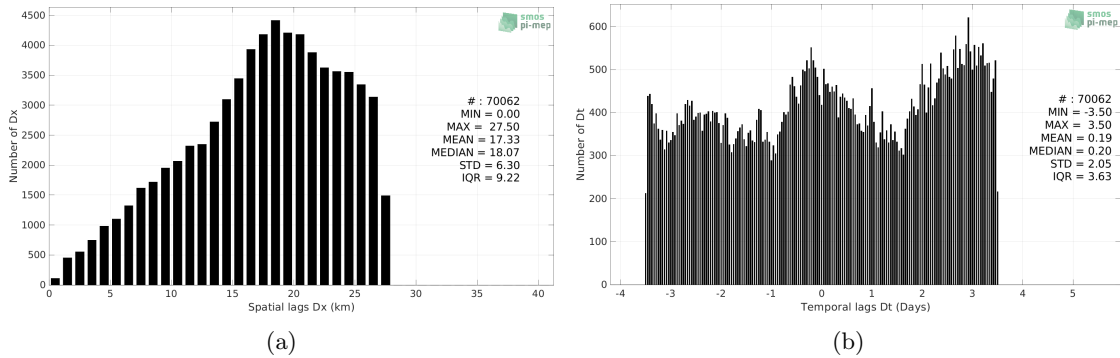 smos
pi-mep
4500
4000
3500
3000
2500
2000
1500
1000
500
0
Number of Dx
# : 70062
MIN = 0.00
MAX = 27.50
MEAN = 17.33
MEDIAN = 18.07
STD = 6.30
IQR = 9.22
0 5 10 15 20 25 30 35 40
Spatial lags Dx (km)
(a)
smos
pi-mep
600
500
400
300
200
100
0
Number of Dt
# : 70062
MIN = -3.50
MAX = 3.50
MEAN = 0.19
MEDIAN = 0.20
STD = 2.05
IQR = 3.63
-4 -3 -2 -1 0 1 2 3 4 5
Temporal lags Dt (Days)
(b)